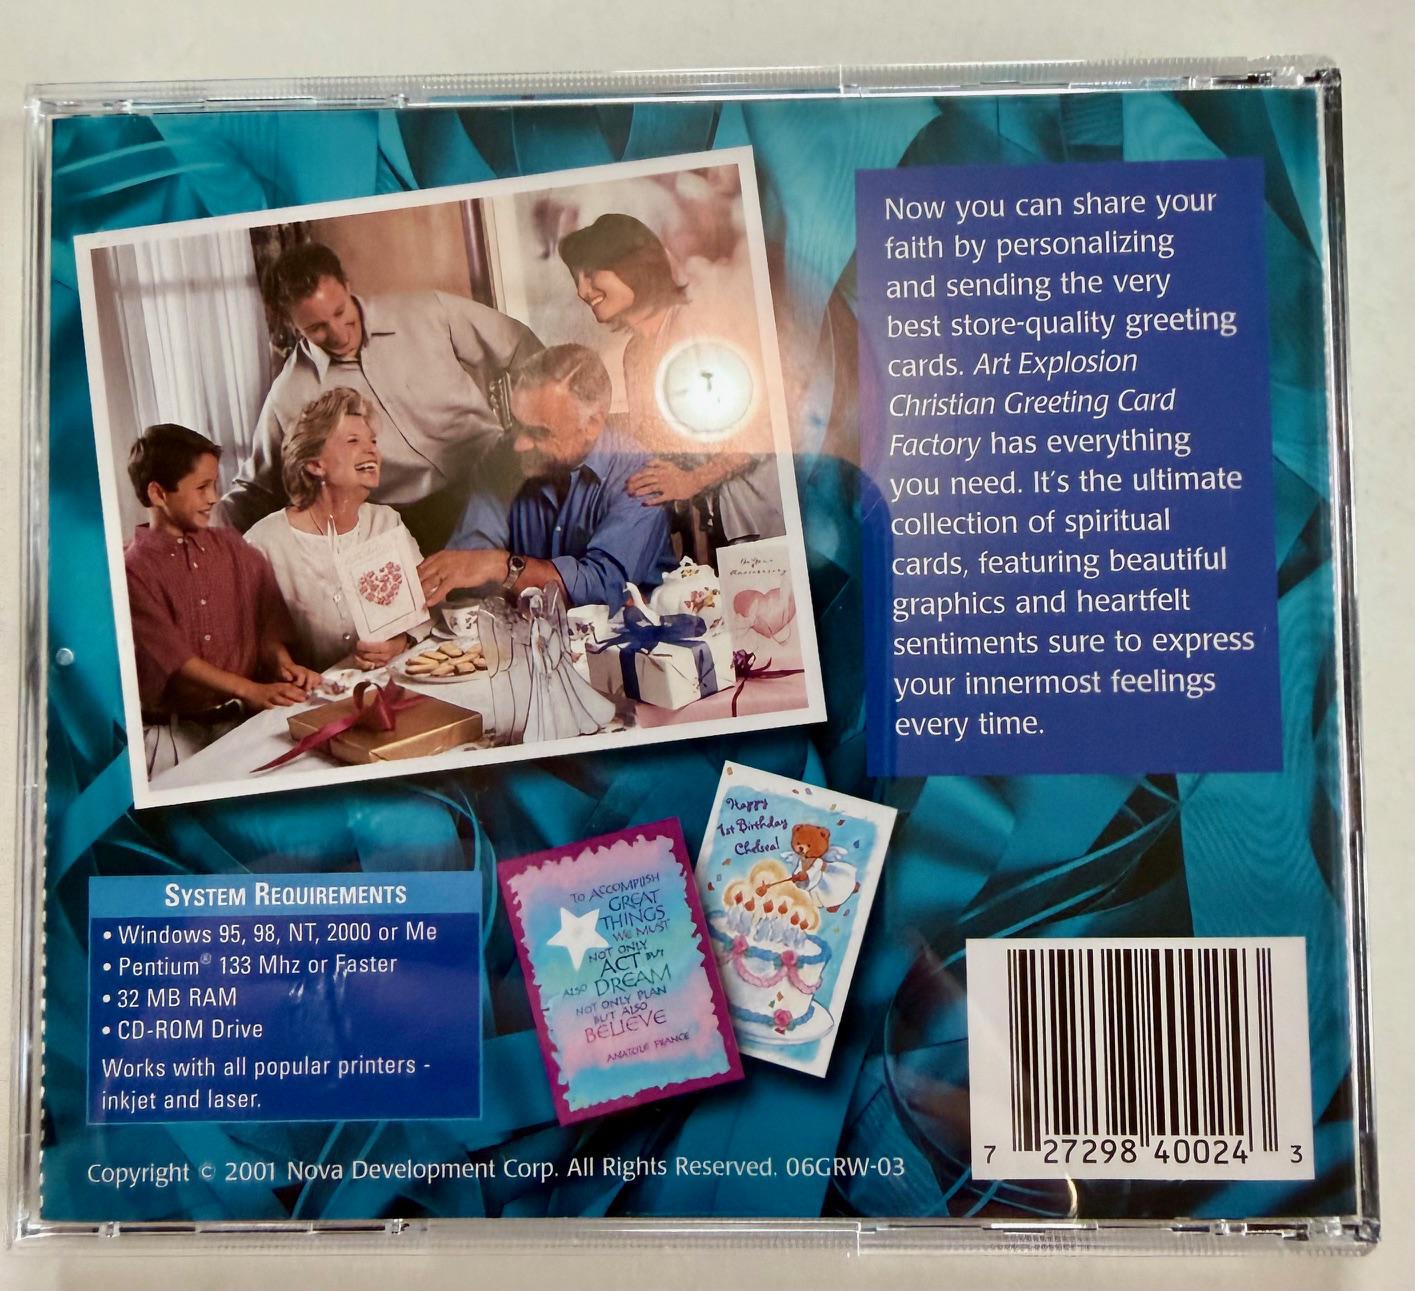 Now you can share your
faith by personalizing
and sending the very
best store-quality greeting
cards. Art Explosion
Christian Greeting Card
Factory has everything
you need. It's the ultimate
collection of spiritual
cards, featuring beautiful
graphics and heartfelt
sentiments sure to express
your innermost feelings
every time.
Anniversary
Happy
1st Birthday
Chelsea!
TO ACCOMPLISH
GREAT
THINGS
WE MUST
NOT ONLY
ACT BUT
ALSO DREAM
NOT ONLY PLAN
BUT ALSO
BELIEVE
ANATOLE FRANCE
SYSTEM REQUIREMENTS
• Windows 95, 98, NT, 2000 or Me
• Pentium® 133 Mhz or Faster
• 32 MB RAM
• CD-ROM Drive
Works with all popular printers -
inkjet and laser.
Copyright © 2001 Nova Development Corp. All Rights Reserved. 06GRW-03
7 27298 40024 3